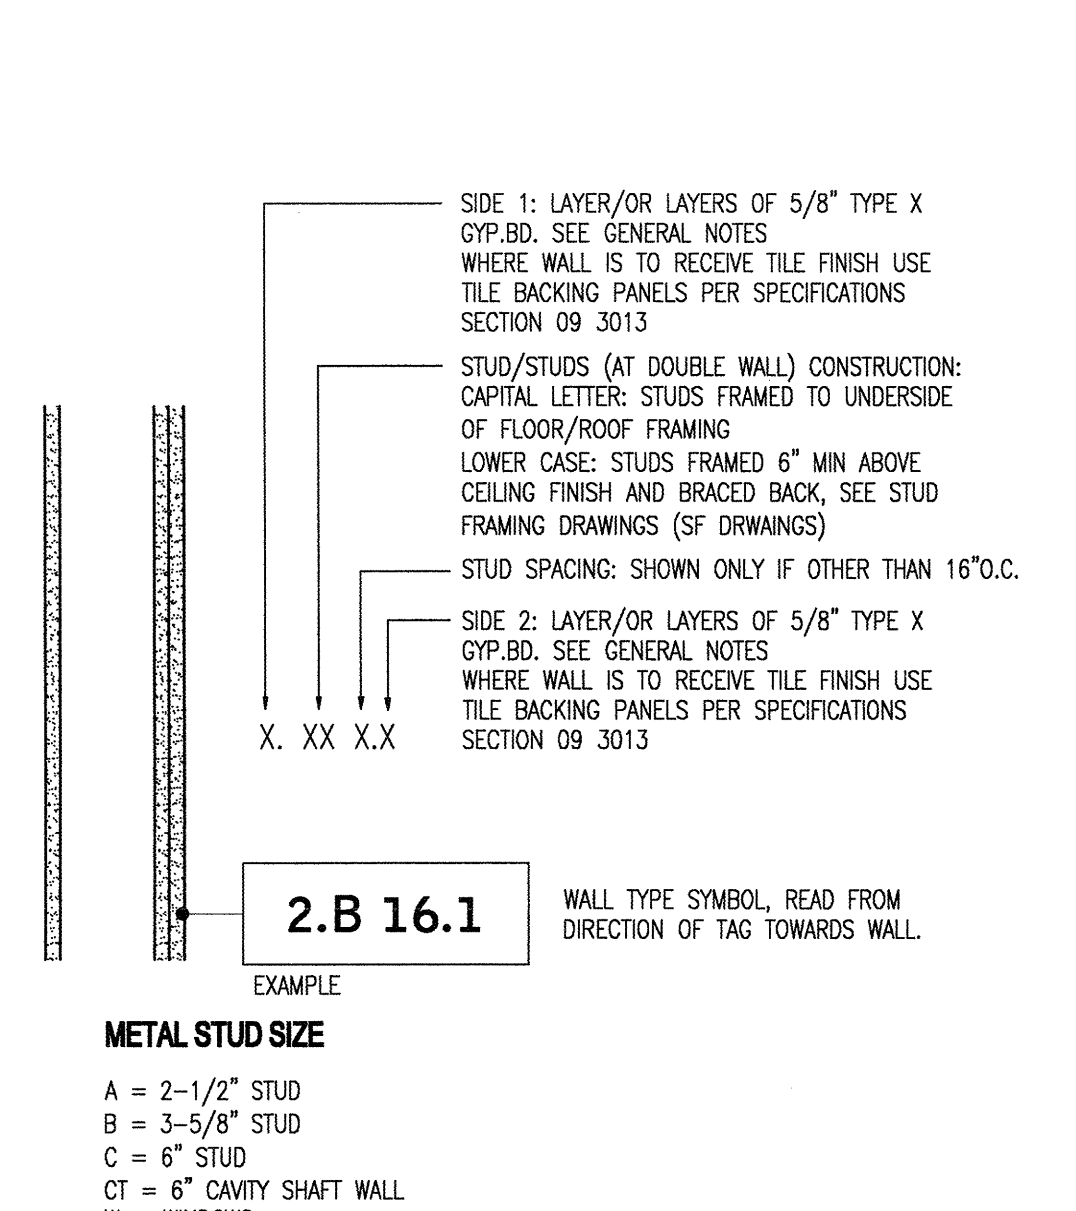 SIDE 1: LAYER/OR LAYERS OF 5/8" TYPE X
GYP.BD. SEE GENERAL NOTES
WHERE WALL IS TO RECEIVE TILE FINISH USE
TILE BACKING PANELS PER SPECIFICATIONS
SECTION 09 3013
STUD/STUDS (AT DOUBLE WALL) CONSTRUCTION:
CAPITAL LETTER: STUDS FRAMED TO UNDERSIDE
OF FLOOR/ROOF FRAMING
LOWER CASE: STUDS FRAMED 6" MIN ABOVE
CEILING FINISH AND BRACED BACK, SEE STUD
FRAMING DRAWINGS (SF DRWAINGS)
STUD SPACING: SHOWN ONLY IF OTHER THAN 16"O.C.
SIDE 2: LAYER/OR LAYERS OF 5/8" TYPE X
GYP.BD. SEE GENERAL NOTES
WHERE WALL IS TO RECEIVE TILE FINISH USE
TILE BACKING PANELS PER SPECIFICATIONS
SECTION 09 3013
X. XX X.X
2.B 16.1
WALL TYPE SYMBOL, READ FROM
DIRECTION OF TAG TOWARDS WALL.
EXAMPLE
METAL STUD SIZE
A = 2-1/2" STUD
B = 3-5/8" STUD
C = 6" STUD
CT = 6" CAVITY SHAFT WALL